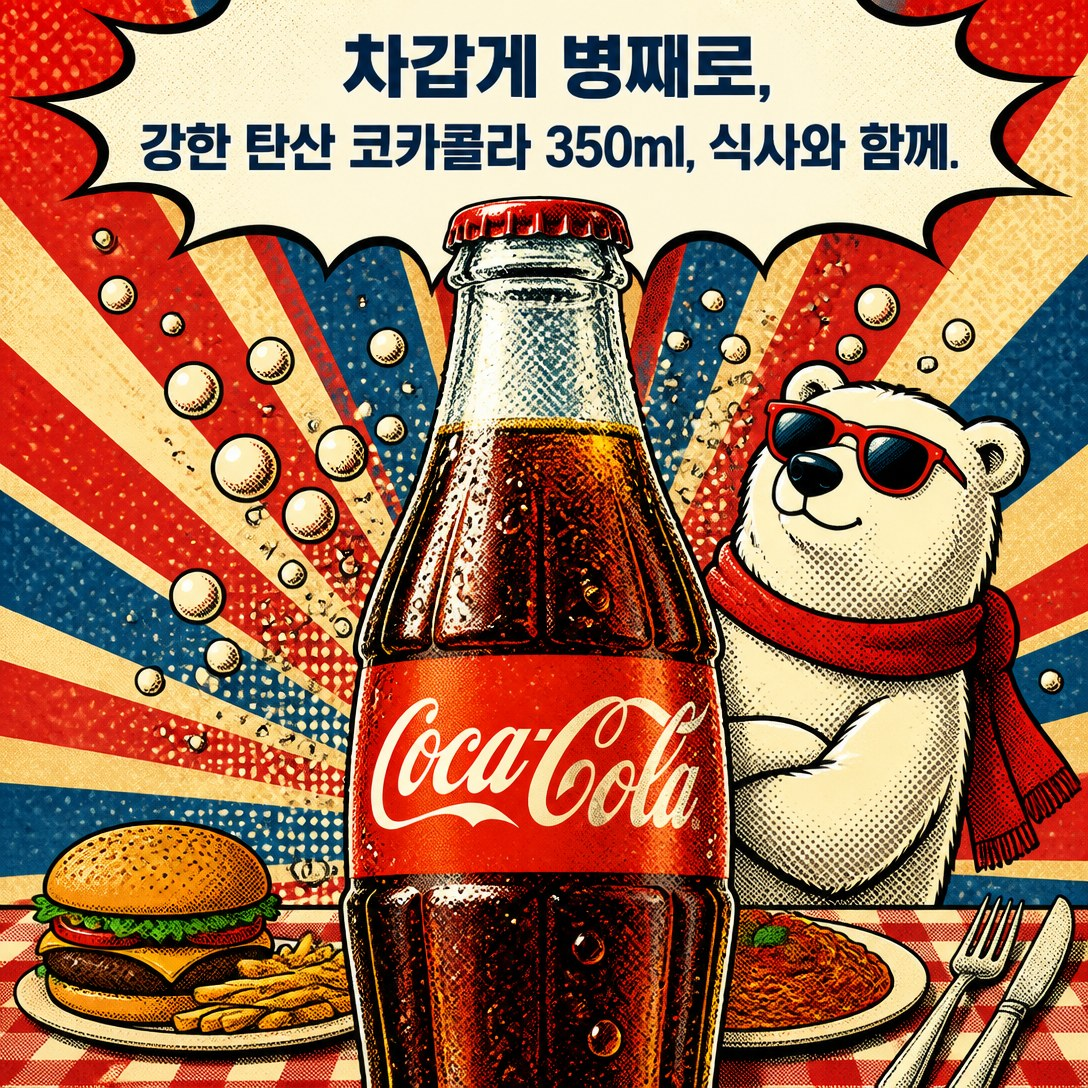 차갑게 병째로,
강한 탄산 코카콜라 350ml, 식사와 함께.
Coca-Cola